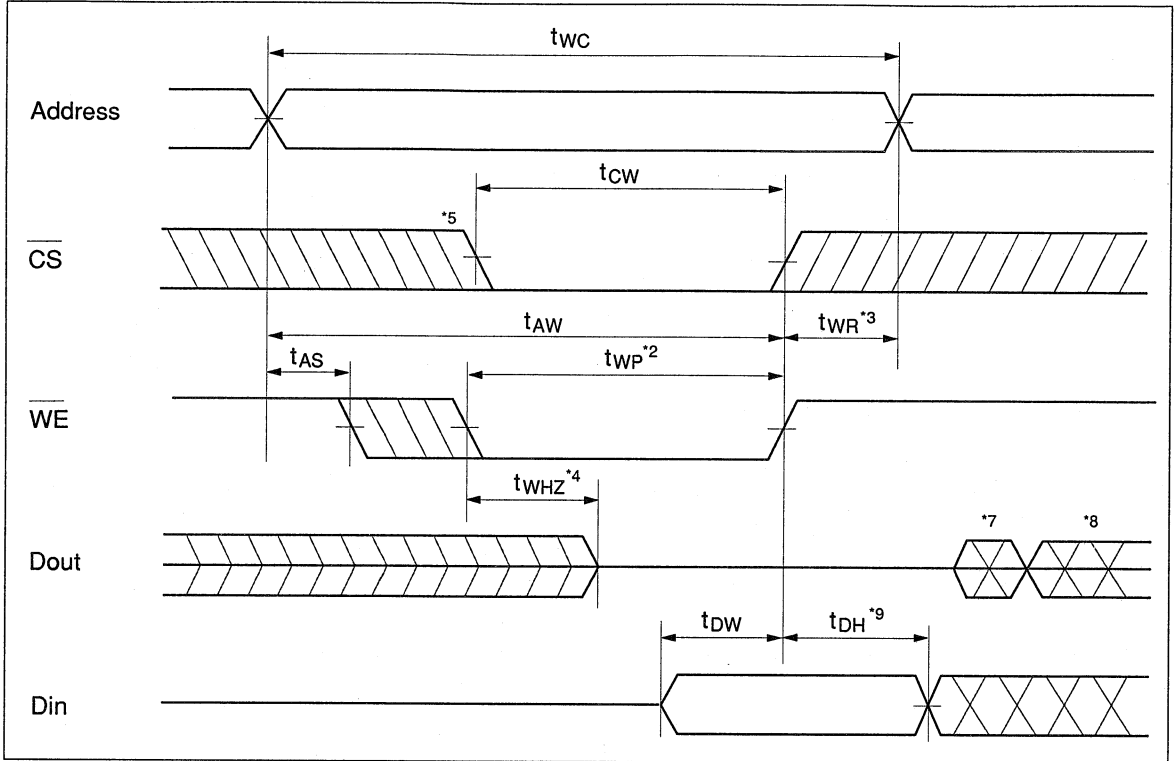 tWC
Address
tCW
*5
CS
tAW
tWR*3
tAS
tWP*2
WE
tWHZ*4
*7
*8
Dout
tDW
tDH*9
Din